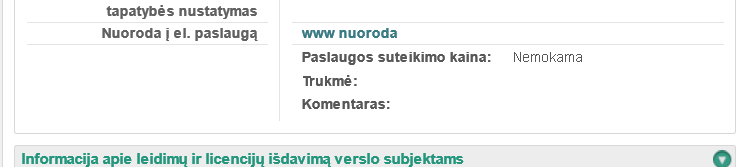 tapatybės nustatymas
Nuoroda į el. paslaugą www nuoroda
Paslaugos suteikimo kaina: Nemokama
Trukmė:
Komentaras:
Informacija apie leidimų ir licencijų išdavimą verslo subjektams